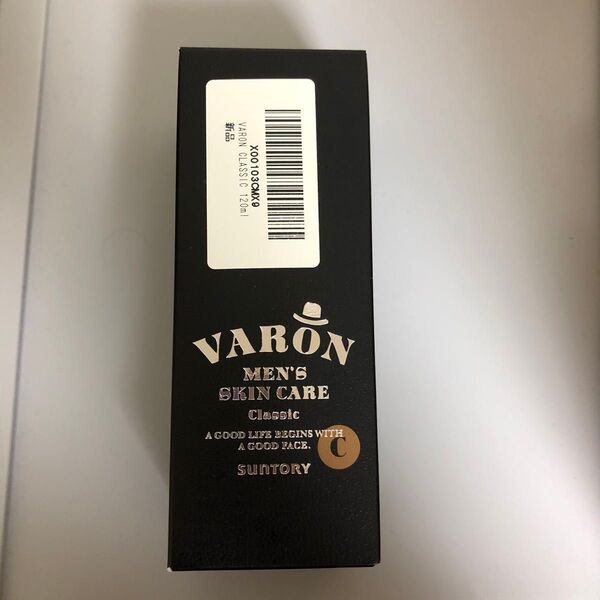 X00103CMX9
VARON CLASSIC 120ml
新品
VARON
MEN'S
SKIN CARE
Classic
A GOOD LIFE BEGINS WITH
A GOOD FACE.
C
SUNTORY